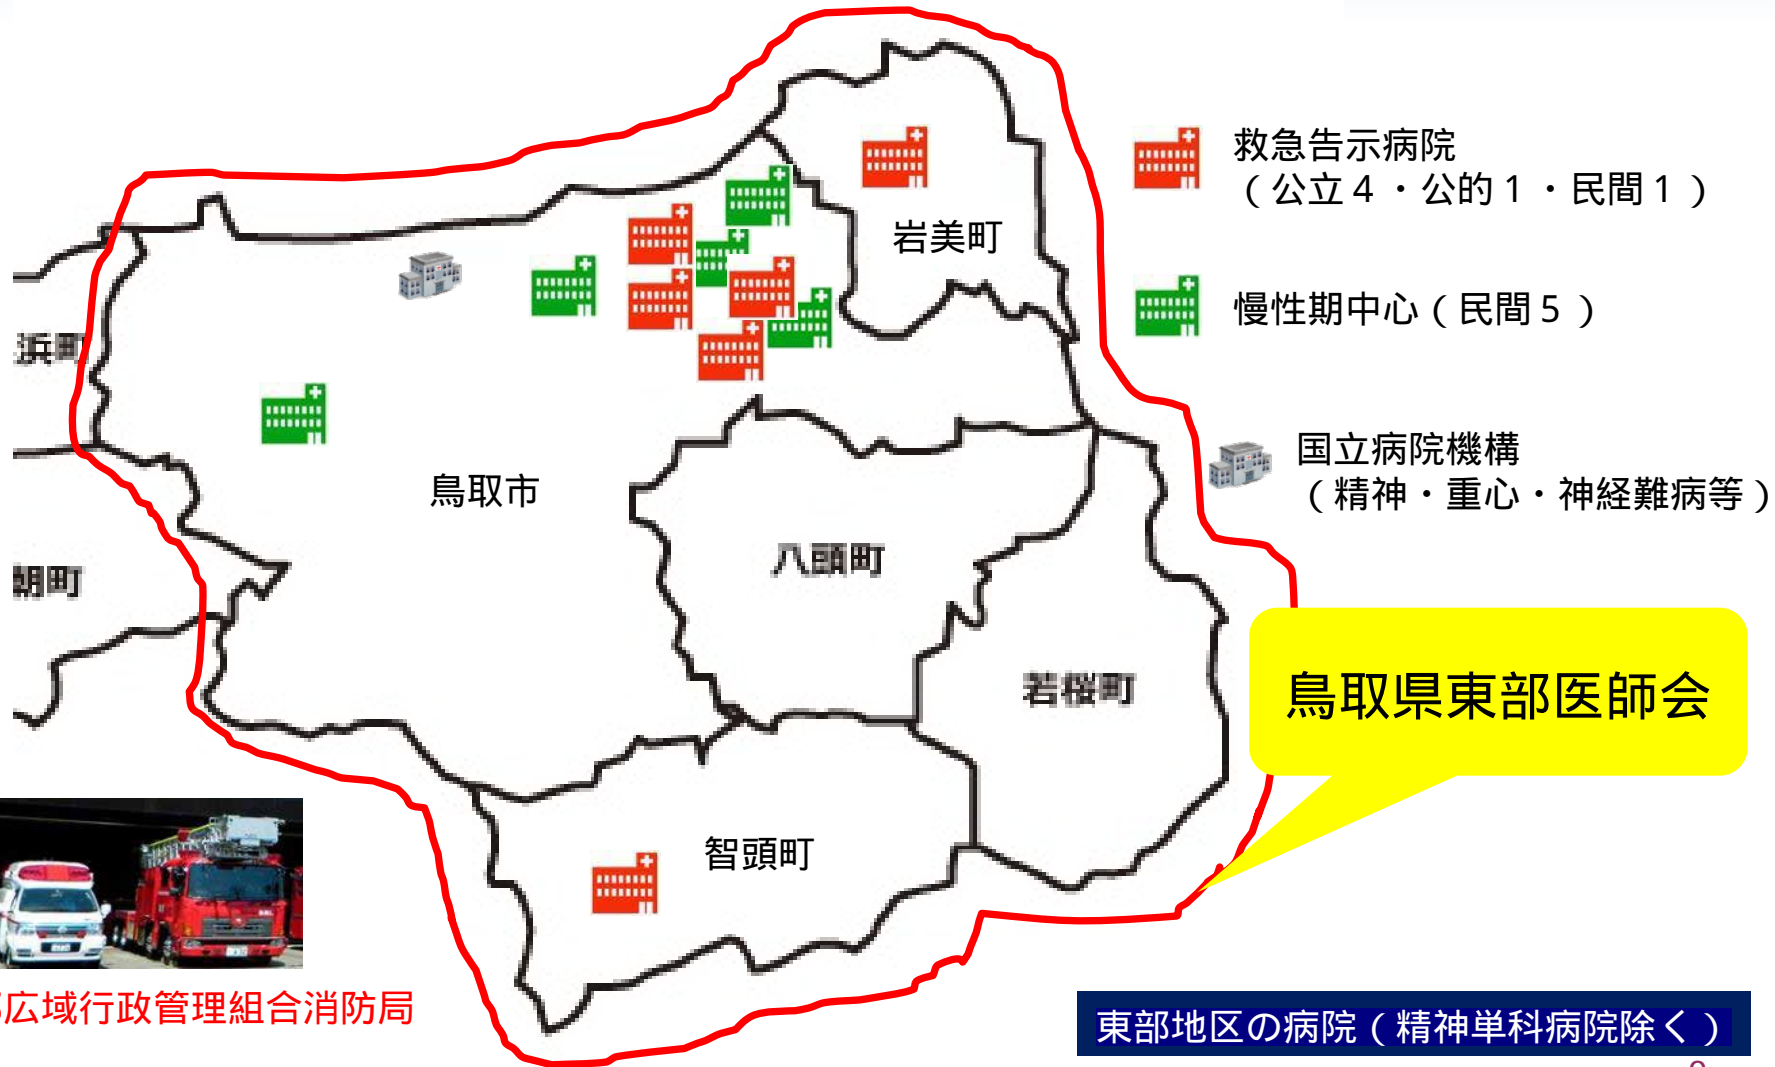 救急告示病院
（公立４・公的１・民間１）
岩美町
慢性期中心（民間５）
浜町
国立病院機構
（精神・重心・神経難病等）
鳥取市
八頭町
朝町
若桜町
鳥取県東部医師会
智頭町
広域行政管理組合消防局
東部地区の病院（精神単科病院除く）